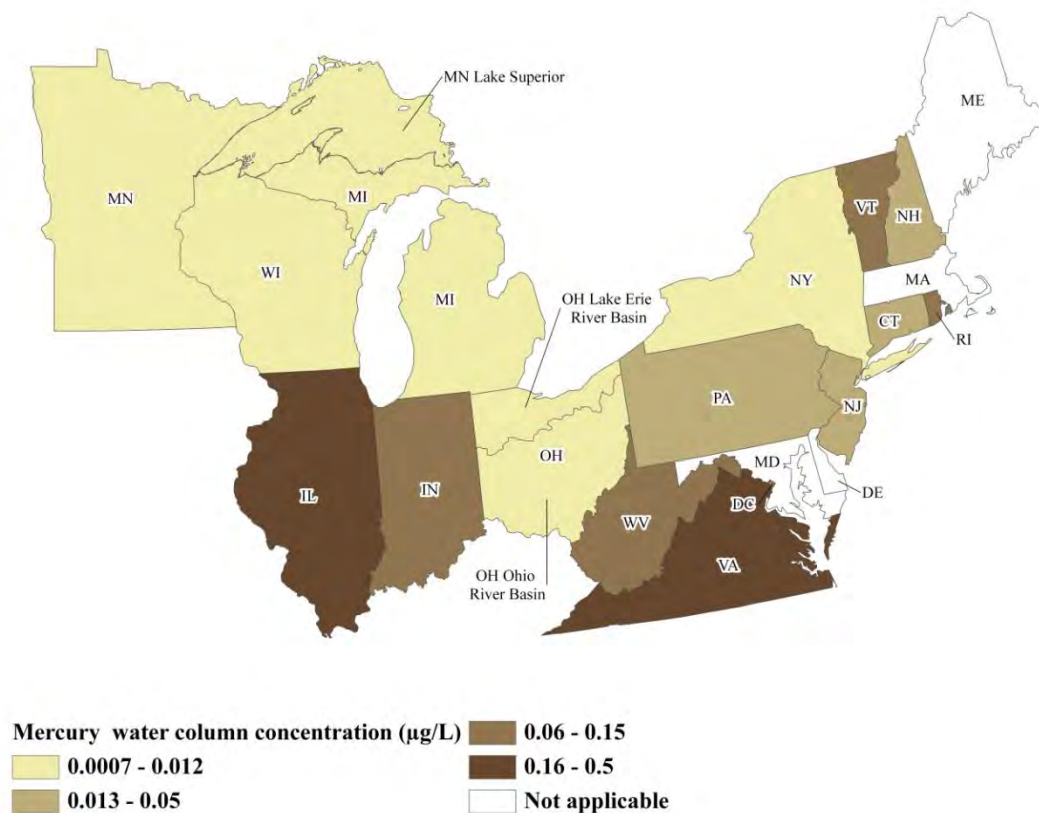 MN Lake Superior
ME
MN
MI
VT
NH
WI
NY
MA
MI
OH Lake Erie
River Basin
CT
RI
PA
NJ
OH
MD
DE
IL
IN
DC
WV
VA
OH Ohio
River Basin
Mercury water column concentration (µg/L)
0.0007 - 0.012
0.013 - 0.05
0.06 - 0.15
0.16 - 0.5
Not applicable